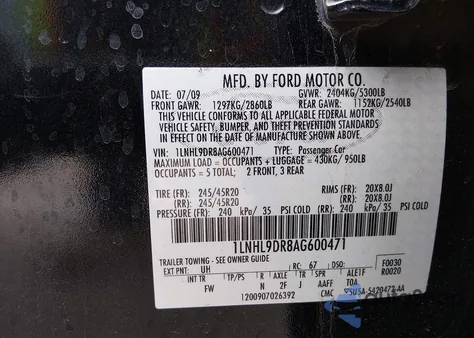 MFD. BY FORD MOTOR CO.
DATE: 07/09 GVWR: 2404KG/5300LB
FRONT GAWR: 1297KG/2860LB REAR GAWR: 1152KG/2540LB
THIS VEHICLE CONFORMS TO ALL APPLICABLE FEDERAL MOTOR
VEHICLE SAFETY, BUMPER, AND THEFT PREVENTION STANDARDS
IN EFFECT ON THE DATE OF MANUFACTURE SHOWN ABOVE.
VIN: 1LNHL9DR8AG600471 TYPE: Passenger Car
MAXIMUM LOAD = OCCUPANTS + LUGGAGE = 430KG/950LB
OCCUPANTS = 5 TOTAL: 2 FRONT, 3 REAR
TIRE (FR): 245/45R20 RIMS (FR): 20X8.0J
(RR): 245/45R20 (RR): 20X8.0J
PRESSURE (FR): 240 kPa/ 35 PSI COLD (RR): 240 kPa/ 35 PSI COLD
1LNHL9DR8AG600471
TRAILER TOWING - SEE OWNER GUIDE F0030
EXT PNT: UH RC: 67 DSO: R0020
INT TR TP/PS R AXLE TR SPR
FW N 2F J J TOA
1200907026392 CMC